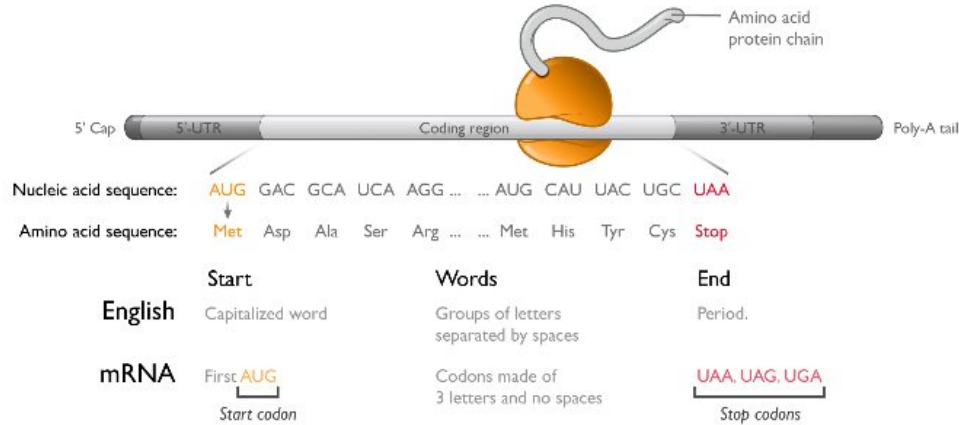 Amino acid
protein chain
5' Cap 5'-UTR Coding region 3'-UTR Poly-A tail
Nucleic acid sequence: AUG GAC GCA UCA AGG ... ... AUG CAU UAC UGC UAA
Amino acid sequence: Met Asp Ala Ser Arg ... ... Met His Tyr Cys Stop
Start Words End
English Capitalized word Groups of letters Period.
separated by spaces
mRNA First AUG Codons made of UAA, UAG, UGA
3 letters and no spaces
Start codon Stop codons